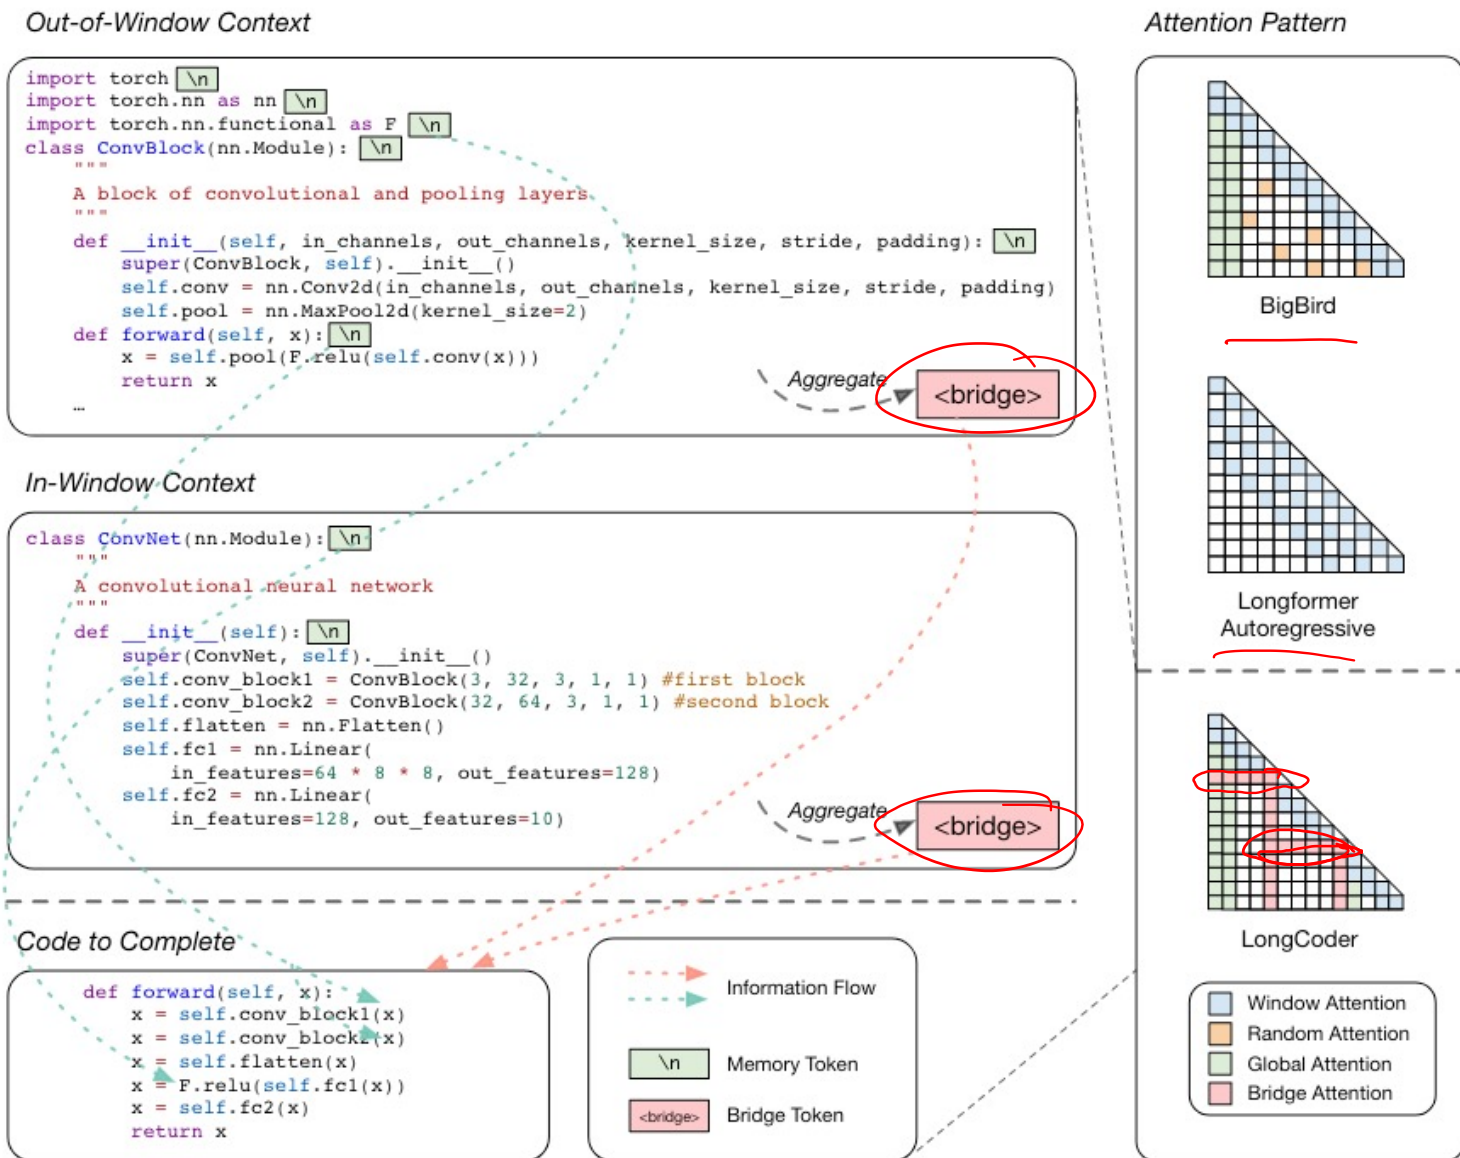 Out-of-Window Context
import torch \n
import torch.nn as nn \n
import torch.nn.functional as F \n
class ConvBlock(nn.Module): \n
"""
A block of convolutional and pooling layers
"""
def __init__(self, in_channels, out_channels, kernel_size, stride, padding): \n
super(ConvBlock, self).__init__()
self.conv = nn.Conv2d(in_channels, out_channels, kernel_size, stride, padding)
self.pool = nn.MaxPool2d(kernel_size=2)
def forward(self, x): \n
x = self.pool(F.relu(self.conv(x)))
return x
…
Aggregate
<bridge>
In-Window Context
class ConvNet(nn.Module): \n
"""
A convolutional neural network
"""
def __init__(self): \n
super(ConvNet, self).__init__()
self.conv_block1 = ConvBlock(3, 32, 3, 1, 1) #first block
self.conv_block2 = ConvBlock(32, 64, 3, 1, 1) #second block
self.flatten = nn.Flatten()
self.fc1 = nn.Linear(
in_features=64 * 8 * 8, out_features=128)
self.fc2 = nn.Linear(
in_features=128, out_features=10)
Aggregate
<bridge>
Code to Complete
def forward(self, x):
x = self.conv_block1(x)
x = self.conv_block2(x)
x = self.flatten(x)
x = F.relu(self.fc1(x))
x = self.fc2(x)
return x
Information Flow
\n Memory Token
<bridge> Bridge Token
Attention Pattern
BigBird
Longformer
Autoregressive
LongCoder
Window Attention
Random Attention
Global Attention
Bridge Attention